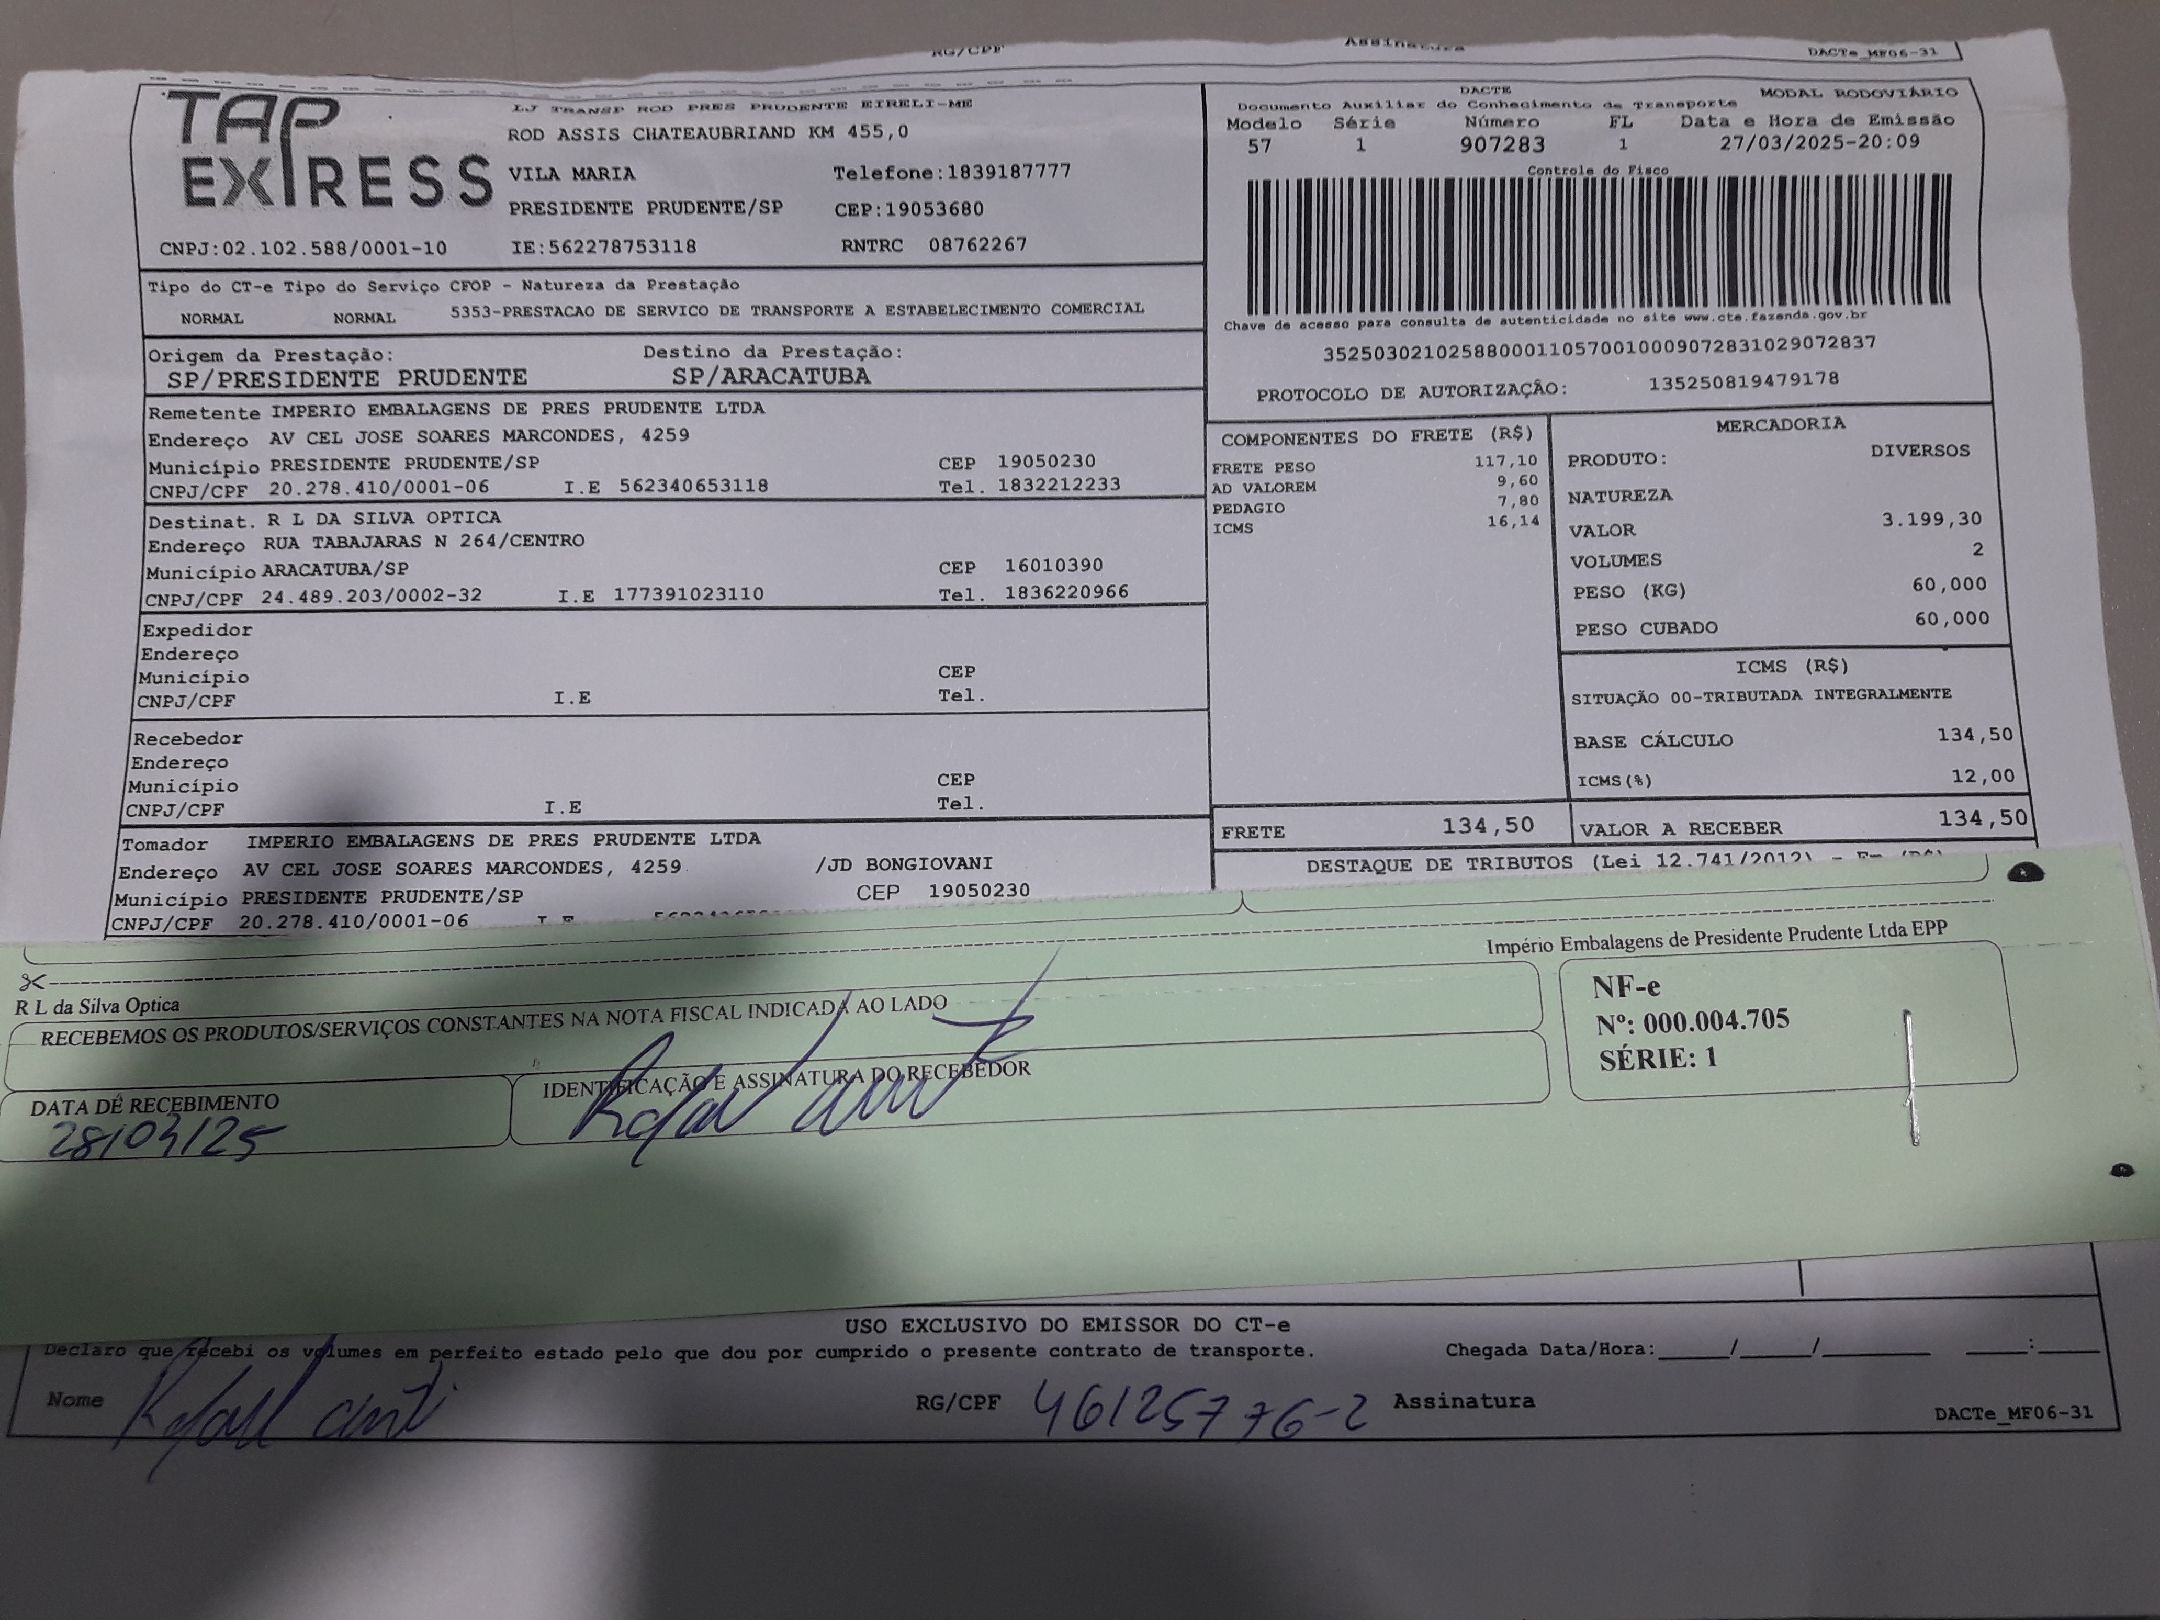 RG/CPF Assinatura DACTe_MF06-31
TAP EXPRESS
LJ TRANSP ROD PRES PRUDENTE EIRELI-ME
ROD ASSIS CHATEAUBRIAND KM 455,0
VILA MARIA Telefone:1839187777
PRESIDENTE PRUDENTE/SP CEP:19053680
CNPJ:02.102.588/0001-10 IE:562278753118 RNTRC 08762267
DACTE MODAL RODOVIÁRIO
Documento Auxiliar do Conhecimento de Transporte
Modelo Série Número FL Data e Hora de Emissão
57 1 907283 1 27/03/2025-20:09
Controle do Fisco
Chave de acesso para consulta de autenticidade no site www.cte.fazenda.gov.br
35250302102588000110570010009072831029072837
PROTOCOLO DE AUTORIZAÇÃO: 135250819479178
Tipo do CT-e Tipo do Serviço CFOP - Natureza da Prestação
NORMAL NORMAL 5353-PRESTACAO DE SERVICO DE TRANSPORTE A ESTABELECIMENTO COMERCIAL
Origem da Prestação: Destino da Prestação:
SP/PRESIDENTE PRUDENTE SP/ARACATUBA
Remetente IMPERIO EMBALAGENS DE PRES PRUDENTE LTDA
Endereço AV CEL JOSE SOARES MARCONDES, 4259
Município PRESIDENTE PRUDENTE/SP CEP 19050230
CNPJ/CPF 20.278.410/0001-06 I.E 562340653118 Tel. 1832212233
Destinat. R L DA SILVA OPTICA
Endereço RUA TABAJARAS N 264/CENTRO
Município ARACATUBA/SP CEP 16010390
CNPJ/CPF 24.489.203/0002-32 I.E 177391023110 Tel. 1836220966
Expedidor
Endereço
Município CEP
CNPJ/CPF I.E Tel.
Recebedor
Endereço
Município CEP
CNPJ/CPF I.E Tel.
Tomador IMPERIO EMBALAGENS DE PRES PRUDENTE LTDA
Endereço AV CEL JOSE SOARES MARCONDES, 4259 /JD BONGIOVANI
Município PRESIDENTE PRUDENTE/SP CEP 19050230
CNPJ/CPF 20.278.410/0001-06 I.E
COMPONENTES DO FRETE (R$)
FRETE PESO 117,10
AD VALOREM 9,60
PEDAGIO 7,80
ICMS 16,14
MERCADORIA
PRODUTO: DIVERSOS
NATUREZA
VALOR 3.199,30
VOLUMES 2
PESO (KG) 60,000
PESO CUBADO 60,000
ICMS (R$)
SITUAÇÃO 00-TRIBUTADA INTEGRALMENTE
BASE CÁLCULO 134,50
ICMS(%) 12,00
FRETE 134,50 VALOR A RECEBER 134,50
DESTAQUE DE TRIBUTOS (Lei 12.741/2012) - Em (R$)
Império Embalagens de Presidente Prudente Ltda EPP
R L da Silva Optica
RECEBEMOS OS PRODUTOS/SERVIÇOS CONSTANTES NA NOTA FISCAL INDICADA AO LADO
DATA DE RECEBIMENTO IDENTIFICAÇÃO E ASSINATURA DO RECEBEDOR
28/03/25
NF-e
Nº: 000.004.705
SÉRIE: 1
USO EXCLUSIVO DO EMISSOR DO CT-e
Declaro que recebi os volumes em perfeito estado pelo que dou por cumprido o presente contrato de transporte. Chegada Data/Hora:____/____/______ ___:___
Nome RG/CPF 46125776-2 Assinatura
DACTe_MF06-31